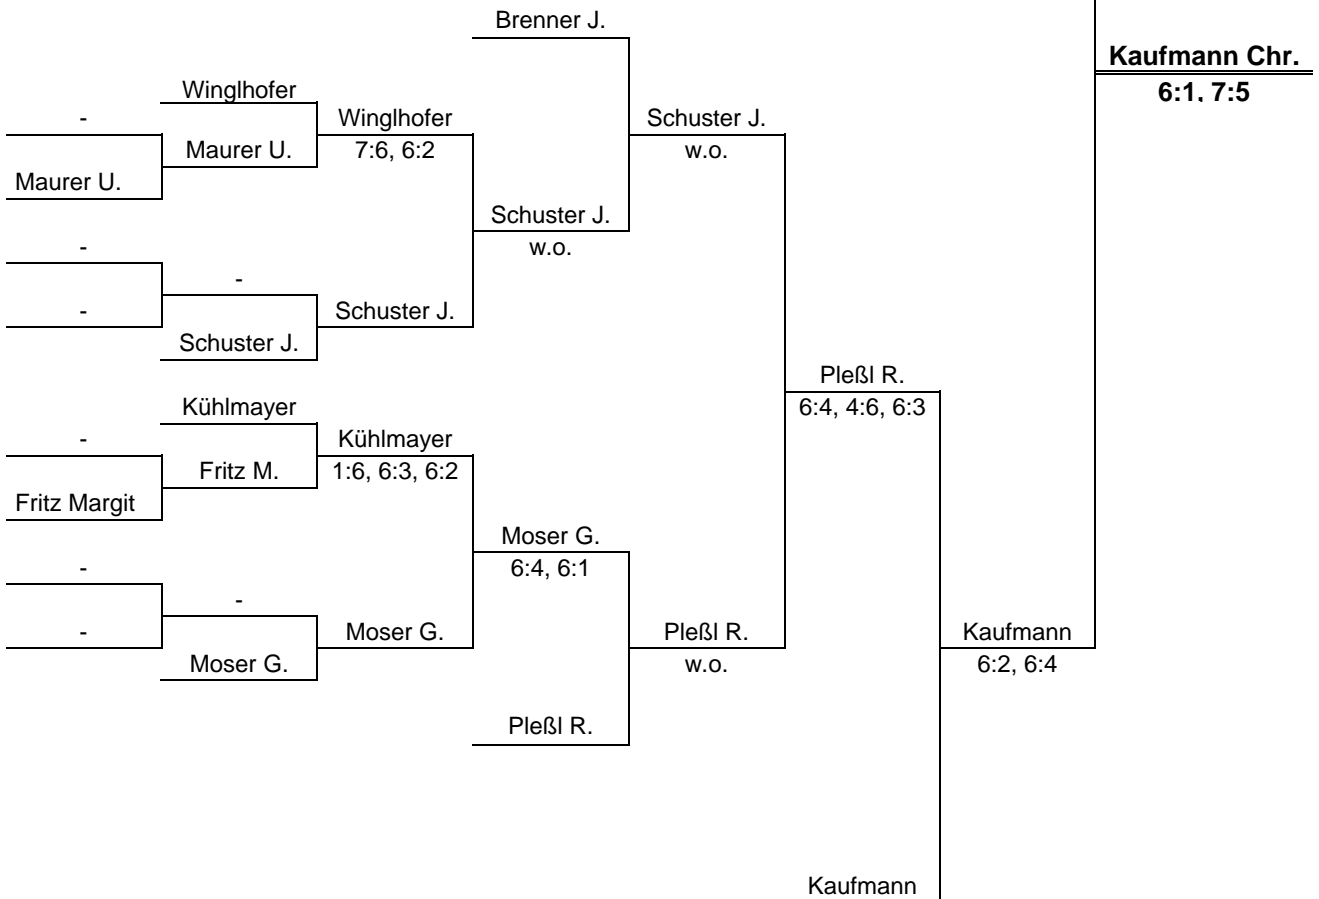 Brenner J.
Kaufmann Chr.
6:1, 7:5
Winglhofer
-
Winglhofer
Schuster J.
Maurer U.
7:6, 6:2
w.o.
Maurer U.
Schuster J.
-
w.o.
-
-
Schuster J.
Schuster J.
Pleßl R.
Kühlmayer
6:4, 4:6, 6:3
-
Kühlmayer
Fritz M.
1:6, 6:3, 6:2
Fritz Margit
Moser G.
-
6:4, 6:1
-
-
Moser G.
Pleßl R.
Kaufmann
Moser G.
w.o.
6:2, 6:4
Pleßl R.
Kaufmann